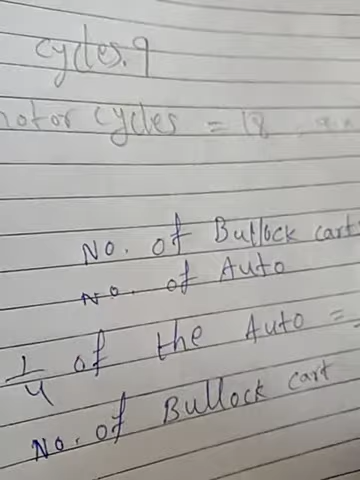 cycles.9
motor cycles = 18
No. of Bullock cart
No. of Auto
1/4 of the Auto =
No. of Bullock cart